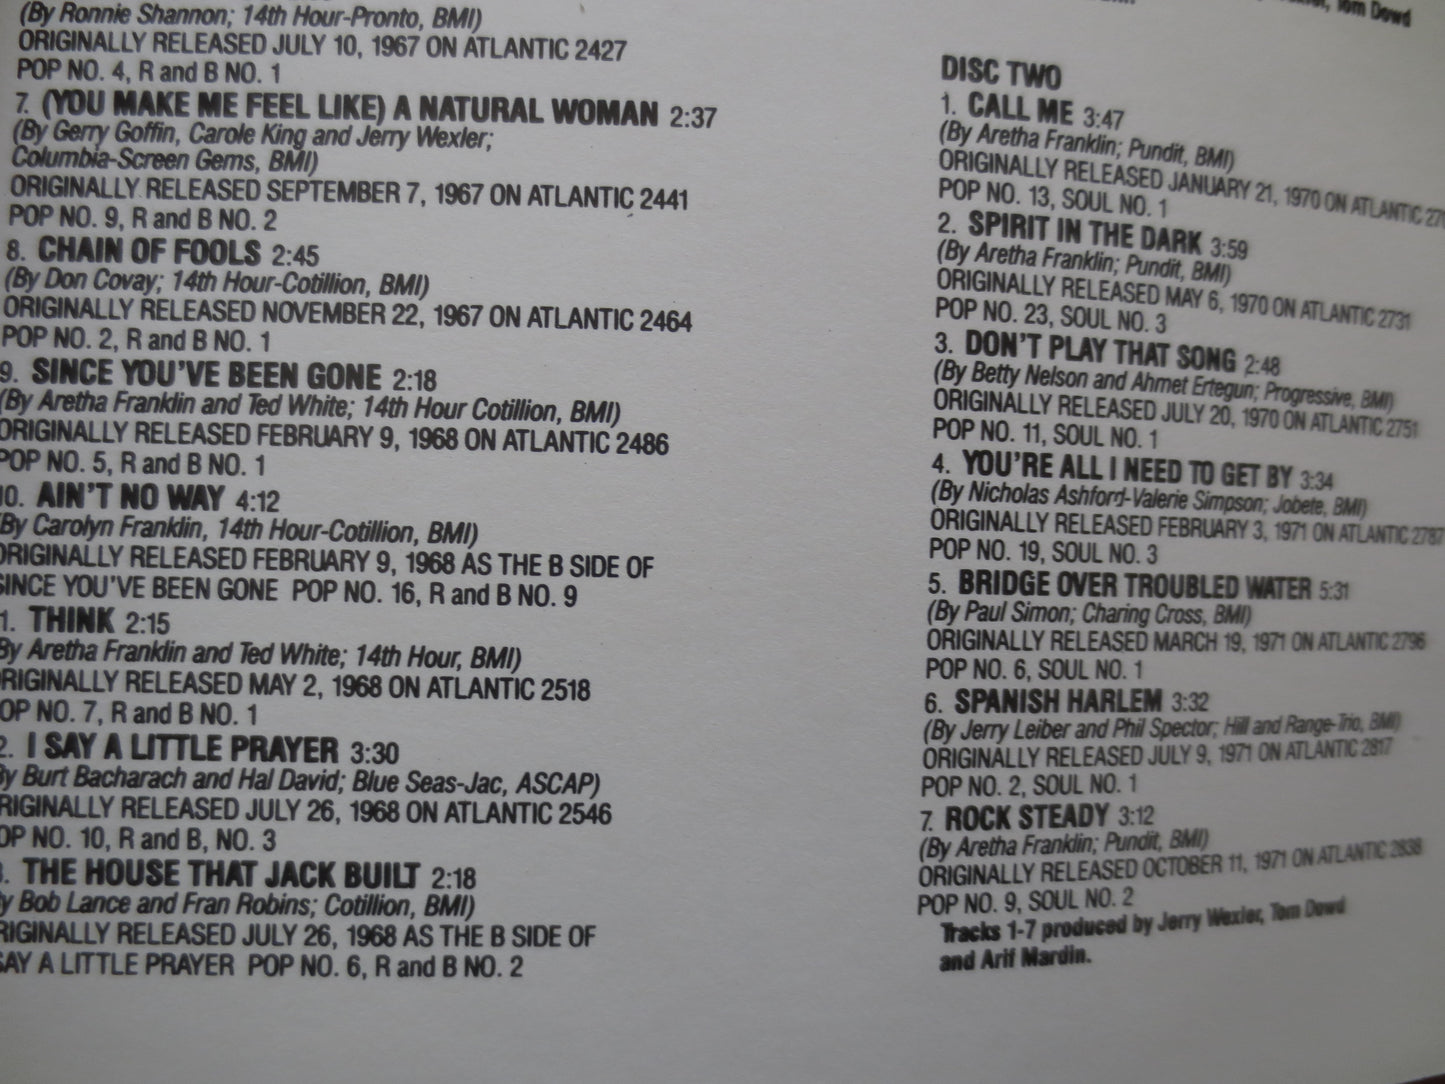 (By Ronnie Shannon; 14th Hour-Pronto, BMI)
ORIGINALLY RELEASED JULY 10, 1967 ON ATLANTIC 2427
POP NO. 4, R and B NO. 1
7. (YOU MAKE ME FEEL LIKE) A NATURAL WOMAN 2:37
(By Gerry Goffin, Carole King and Jerry Wexler;
Columbia-Screen Gems, BMI)
ORIGINALLY RELEASED SEPTEMBER 7, 1967 ON ATLANTIC 2441
POP NO. 9, R and B NO. 2
8. CHAIN OF FOOLS 2:45
(By Don Covay; 14th Hour-Cotillion, BMI)
ORIGINALLY RELEASED NOVEMBER 22, 1967 ON ATLANTIC 2464
POP NO. 2, R and B NO. 1
9. SINCE YOU'VE BEEN GONE 2:18
(By Aretha Franklin and Ted White; 14th Hour Cotillion, BMI)
ORIGINALLY RELEASED FEBRUARY 9, 1968 ON ATLANTIC 2486
POP NO. 5, R and B NO. 1
10. AIN'T NO WAY 4:12
(By Carolyn Franklin, 14th Hour-Cotillion, BMI)
ORIGINALLY RELEASED FEBRUARY 9, 1968 AS THE B SIDE OF
SINCE YOU'VE BEEN GONE POP NO. 16, R and B NO. 9
1. THINK 2:15
By Aretha Franklin and Ted White; 14th Hour, BMI)
RIGINALLY RELEASED MAY 2, 1968 ON ATLANTIC 2518
OP NO. 7, R and B NO. 1
2. I SAY A LITTLE PRAYER 3:30
By Burt Bacharach and Hal David; Blue Seas-Jac, ASCAP)
RIGINALLY RELEASED JULY 26, 1968 ON ATLANTIC 2546
OP NO. 10, R and B, NO. 3
. THE HOUSE THAT JACK BUILT 2:18
y Bob Lance and Fran Robins; Cotillion, BMI)
RIGINALLY RELEASED JULY 26, 1968 AS THE B SIDE OF
SAY A LITTLE PRAYER POP NO. 6, R and B NO. 2
Tom Dowd
DISC TWO
1. CALL ME 3:47
(By Aretha Franklin; Pundit, BMI)
ORIGINALLY RELEASED JANUARY 21, 1970 ON ATLANTIC
POP NO. 13, SOUL NO. 1
2. SPIRIT IN THE DARK 3:59
(By Aretha Franklin; Pundit, BMI)
ORIGINALLY RELEASED MAY 6, 1970 ON ATLANTIC 2731
POP NO. 23, SOUL NO. 3
3. DON'T PLAY THAT SONG 2:48
(By Betty Nelson and Ahmet Ertegun; Progressive, BMI)
ORIGINALLY RELEASED JULY 20, 1970 ON ATLANTIC 2751
POP NO. 11, SOUL NO. 1
4. YOU'RE ALL I NEED TO GET BY 3:34
(By Nicholas Ashford-Valerie Simpson; Jobete, BMI)
ORIGINALLY RELEASED FEBRUARY 3, 1971 ON ATLANTIC 2787
POP NO. 19, SOUL NO. 3
5. BRIDGE OVER TROUBLED WATER 5:31
(By Paul Simon; Charing Cross, BMI)
ORIGINALLY RELEASED MARCH 19, 1971 ON ATLANTIC 2796
POP NO. 6, SOUL NO. 1
6. SPANISH HARLEM 3:32
(By Jerry Leiber and Phil Spector; Hill and Range-Trio, BMI)
ORIGINALLY RELEASED JULY 9, 1971 ON ATLANTIC 2817
POP NO. 2, SOUL NO. 1
7. ROCK STEADY 3:12
(By Aretha Franklin; Pundit, BMI)
ORIGINALLY RELEASED OCTOBER 11, 1971 ON ATLANTIC 2838
POP NO. 9, SOUL NO. 2
Tracks 1-7 produced by Jerry Wexler, Tom Dowd
and Arif Mardin.